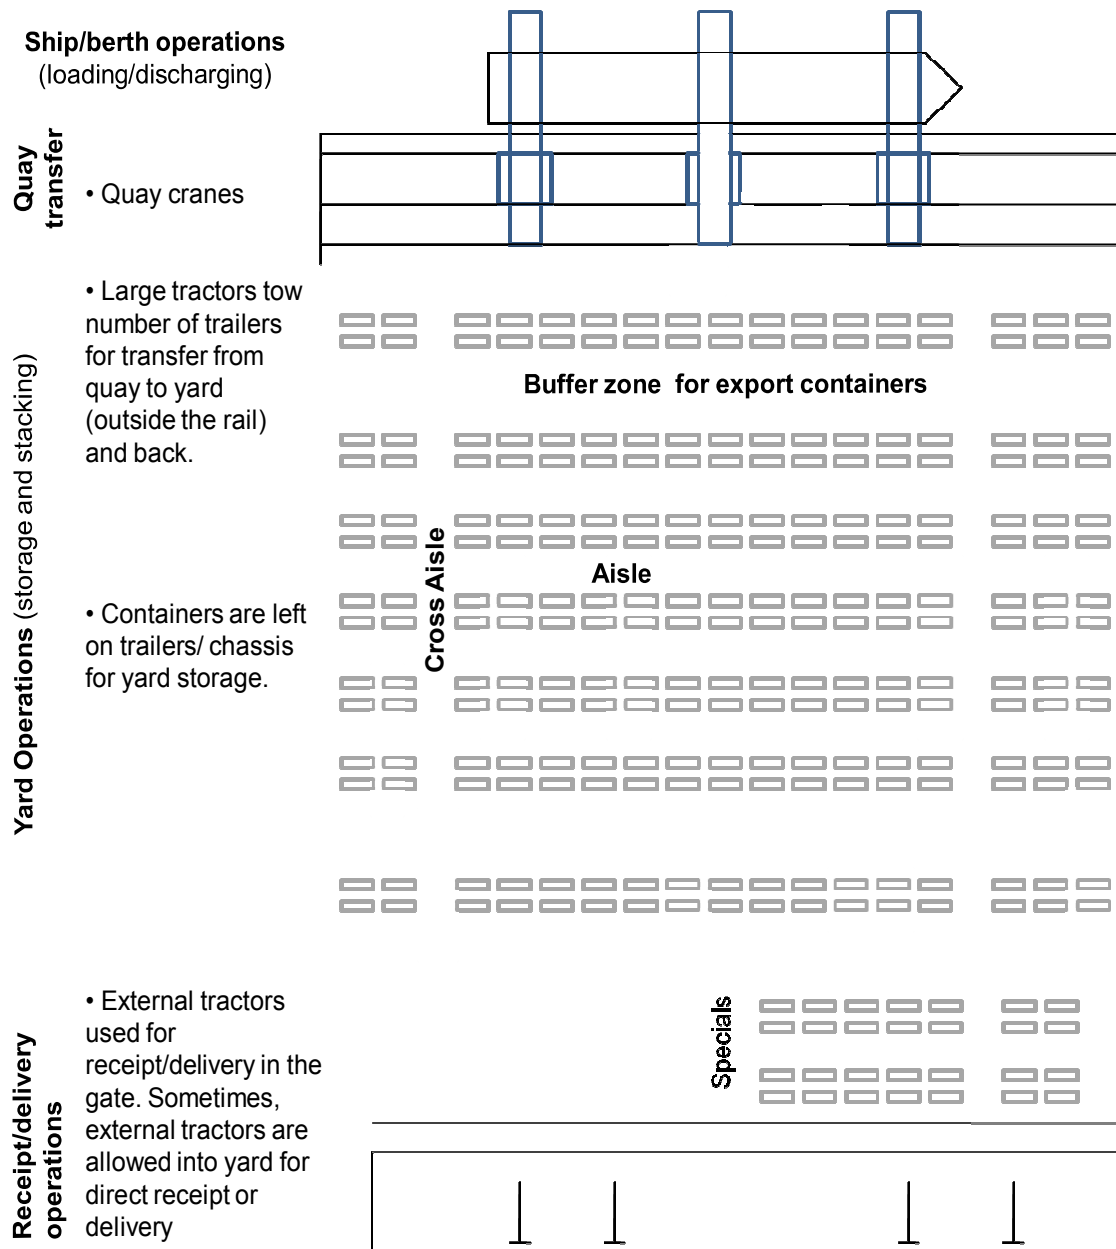 Ship/berth operations
(loading/discharging)
Quay
transfer
• Quay cranes
Yard Operations (storage and stacking)
• Large tractors tow
number of trailers
for transfer from
quay to yard
(outside the rail)
and back.
Buffer zone for export containers
Cross Aisle
Aisle
• Containers are left
on trailers/ chassis
for yard storage.
Receipt/delivery
operations
• External tractors
used for
receipt/delivery in the
gate. Sometimes,
external tractors are
allowed into yard for
direct receipt or
delivery
Specials